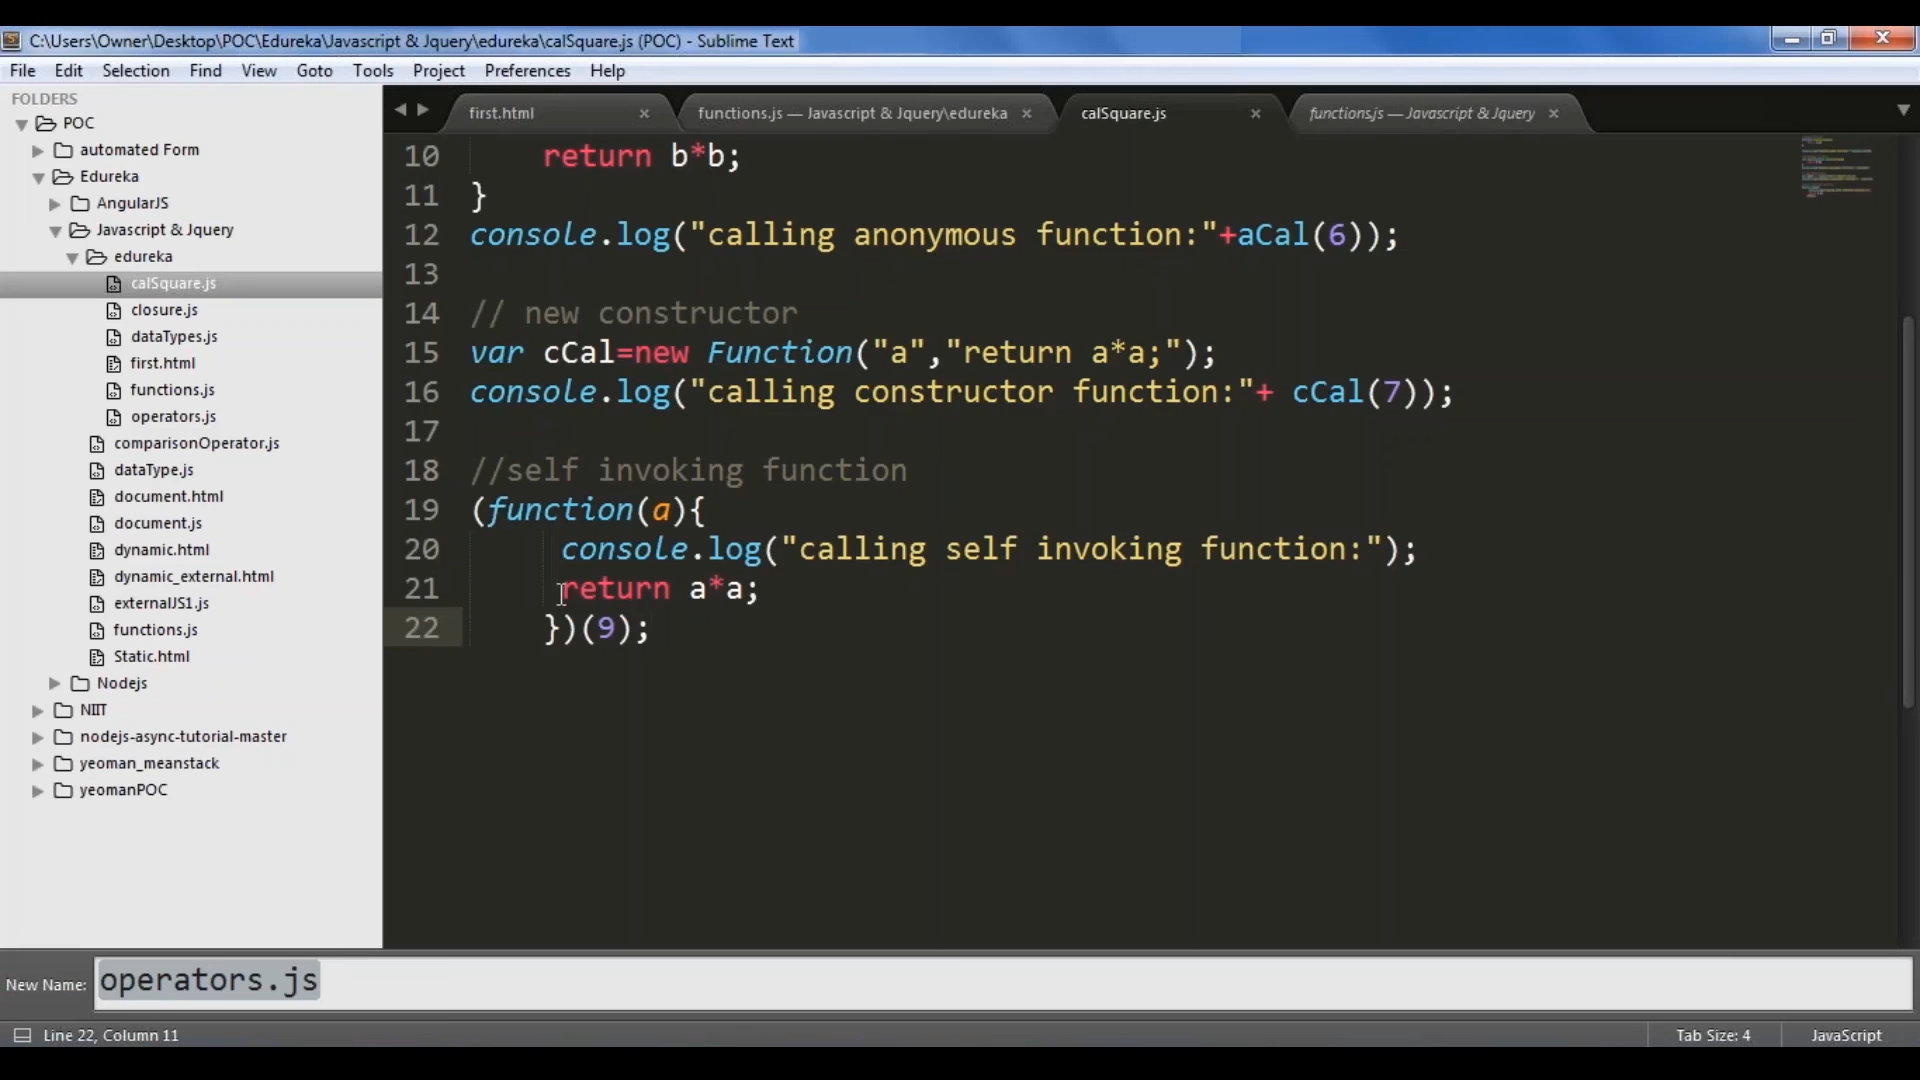 C:\Users\Owner\Desktop\POC\Edureka\Javascript & Jquery\edureka\calSquare.js (POC) - Sublime Text
File Edit Selection Find View Goto Tools Project Preferences Help
FOLDERS
POC
automated Form
Edureka
AngularJS
Javascript & Jquery
edureka
calSquare.js
closure.js
dataTypes.js
first.html
functions.js
operators.js
comparisonOperator.js
dataType.js
document.html
document.js
dynamic.html
dynamic_external.html
externalJS1.js
functions.js
Static.html
Nodejs
NIIT
nodejs-async-tutorial-master
yeoman_meanstack
yeomanPOC
first.html functions.js — Javascript & Jquery\edureka calSquare.js functions.js — Javascript & Jquery
10 return b*b;
11 }
12 console.log("calling anonymous function:"+aCal(6));
13
14 // new constructor
15 var cCal=new Function("a","return a*a;");
16 console.log("calling constructor function:"+ cCal(7));
17
18 //self invoking function
19 (function(a){
20 console.log("calling self invoking function:");
21 return a*a;
22 })(9);
New Name: operators.js
Line 22, Column 11 Tab Size: 4 JavaScript